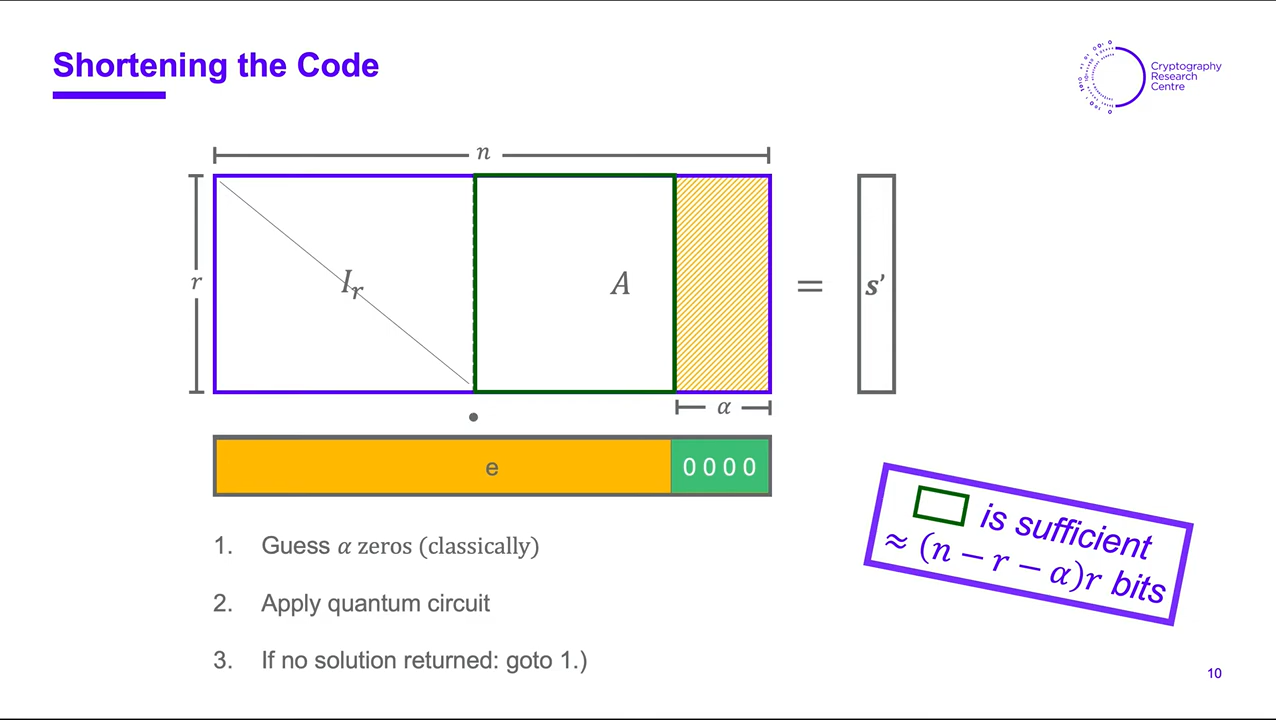 Shortening the Code
Cryptography
Research
Centre
n
r
I_r
A
=
s'
α
•
e
0 0 0 0
is sufficient
≈ (n − r − α)r bits
1. Guess α zeros (classically)
2. Apply quantum circuit
3. If no solution returned: goto 1.)
10